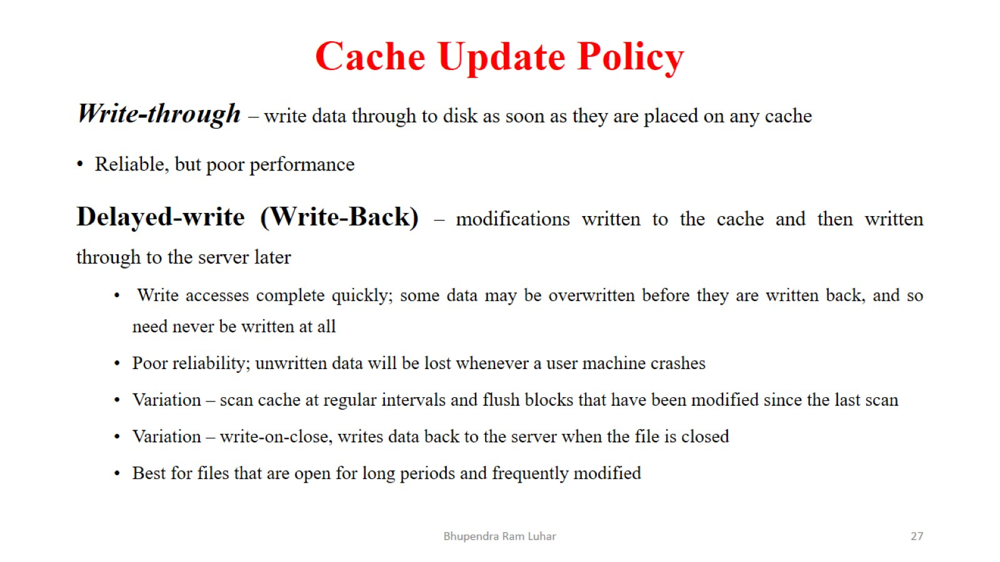 Cache Update Policy
Write-through – write data through to disk as soon as they are placed on any cache
• Reliable, but poor performance
Delayed-write (Write-Back) – modifications written to the cache and then written
through to the server later
• Write accesses complete quickly; some data may be overwritten before they are written back, and so
need never be written at all
• Poor reliability; unwritten data will be lost whenever a user machine crashes
• Variation – scan cache at regular intervals and flush blocks that have been modified since the last scan
• Variation – write-on-close, writes data back to the server when the file is closed
• Best for files that are open for long periods and frequently modified
Bhupendra Ram Luhar
27